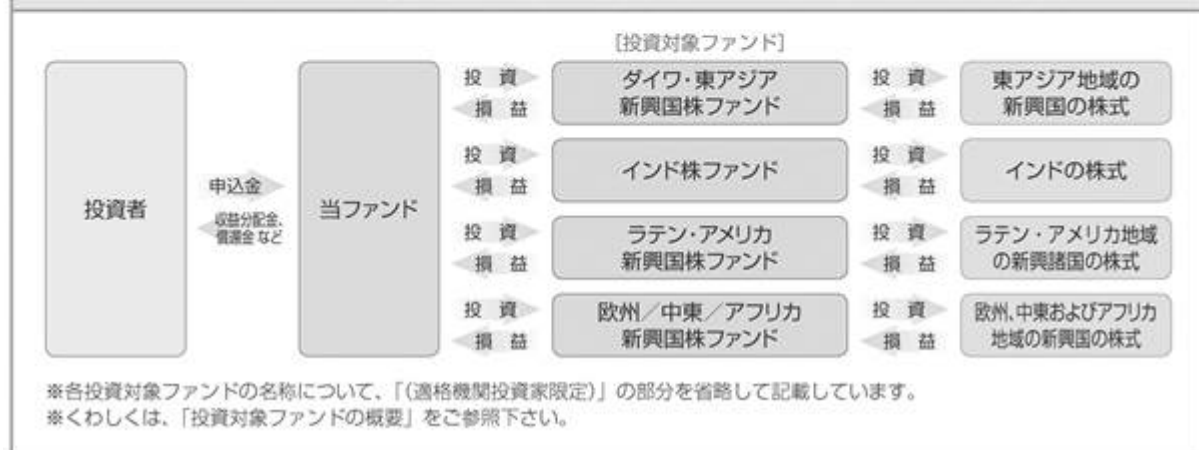 [投資対象ファンド]
投資者
申込金
収益分配金、
償還金 など
当ファンド
投 資
損 益
ダイワ・東アジア
新興国株ファンド
投 資
損 益
東アジア地域の
新興国の株式
投 資
損 益
インド株ファンド
投 資
損 益
インドの株式
投 資
損 益
ラテン・アメリカ
新興国株ファンド
投 資
損 益
ラテン・アメリカ地域
の新興諸国の株式
投 資
損 益
欧州/中東/アフリカ
新興国株ファンド
投 資
損 益
欧州、中東およびアフリカ
地域の新興国の株式
※各投資対象ファンドの名称について、「(適格機関投資家限定)」の部分を省略して記載しています。
※くわしくは、「投資対象ファンドの概要」をご参照下さい。